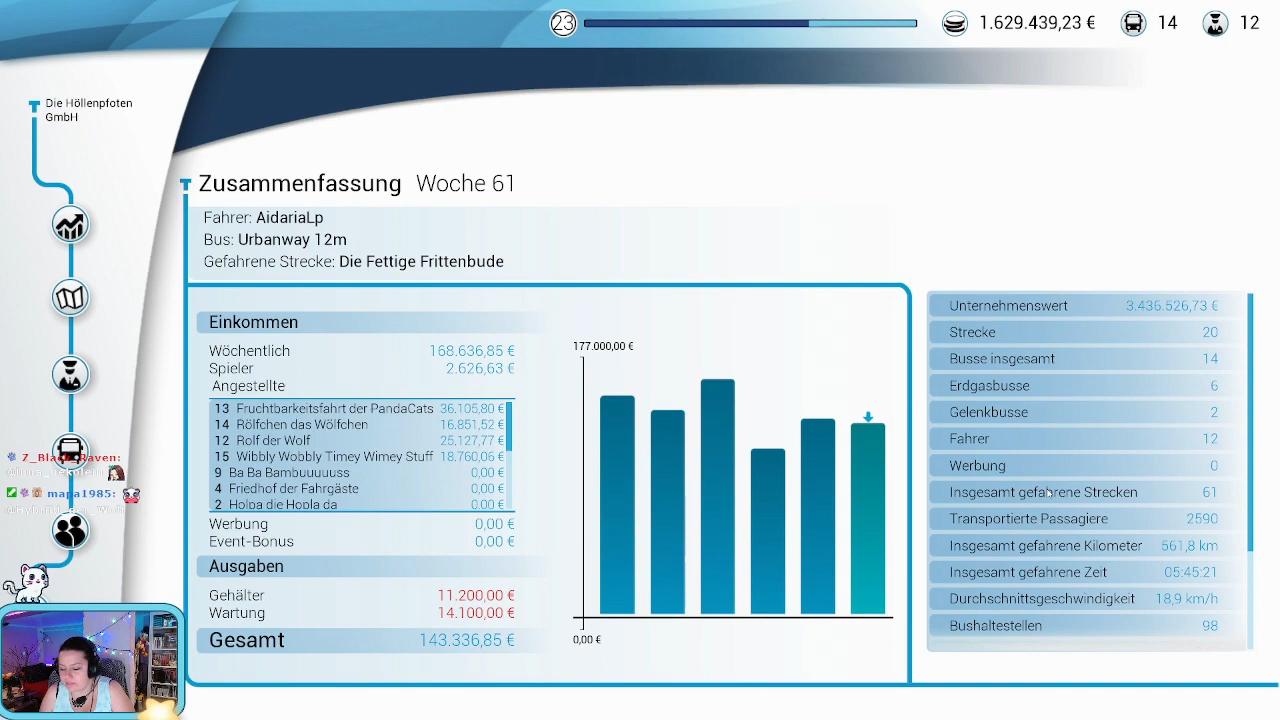 23
1.629.439,23 €
14
12
Die Höllenpfoten
GmbH
Zusammenfassung Woche 61
Fahrer: AidariaLp
Bus: Urbanway 12m
Gefahrene Strecke: Die Fettige Frittenbude
Einkommen
Wöchentlich 168.636,85 €
Spieler 2.626,63 €
Angestellte
13 Fruchtbarkeitsfahrt der PandaCats 36.105,80 €
14 Rölfchen das Wölfchen 16.851,52 €
12 Rolf der Wolf 25.127,77 €
15 Wibbly Wobbly Timey Wimey Stuff 18.760,06 €
9 Ba Ba Bambuuuuuss 0,00 €
4 Friedhof der Fahrgäste 0,00 €
2 Holpa die Hopla da 0,00 €
Werbung 0,00 €
Event-Bonus 0,00 €
Ausgaben
Gehälter 11.200,00 €
Wartung 14.100,00 €
Gesamt 143.336,85 €
177.000,00 €
0,00 €
Unternehmenswert 3.436.526,73 €
Strecke 20
Busse insgesamt 14
Erdgasbusse 6
Gelenkbusse 2
Fahrer 12
Werbung 0
Insgesamt gefahrene Strecken 61
Transportierte Passagiere 2590
Insgesamt gefahrene Kilometer 561,8 km
Insgesamt gefahrene Zeit 05:45:21
Durchschnittsgeschwindigkeit 18,9 km/h
Bushaltestellen 98
Z_Black_Raven:
mapa1985: